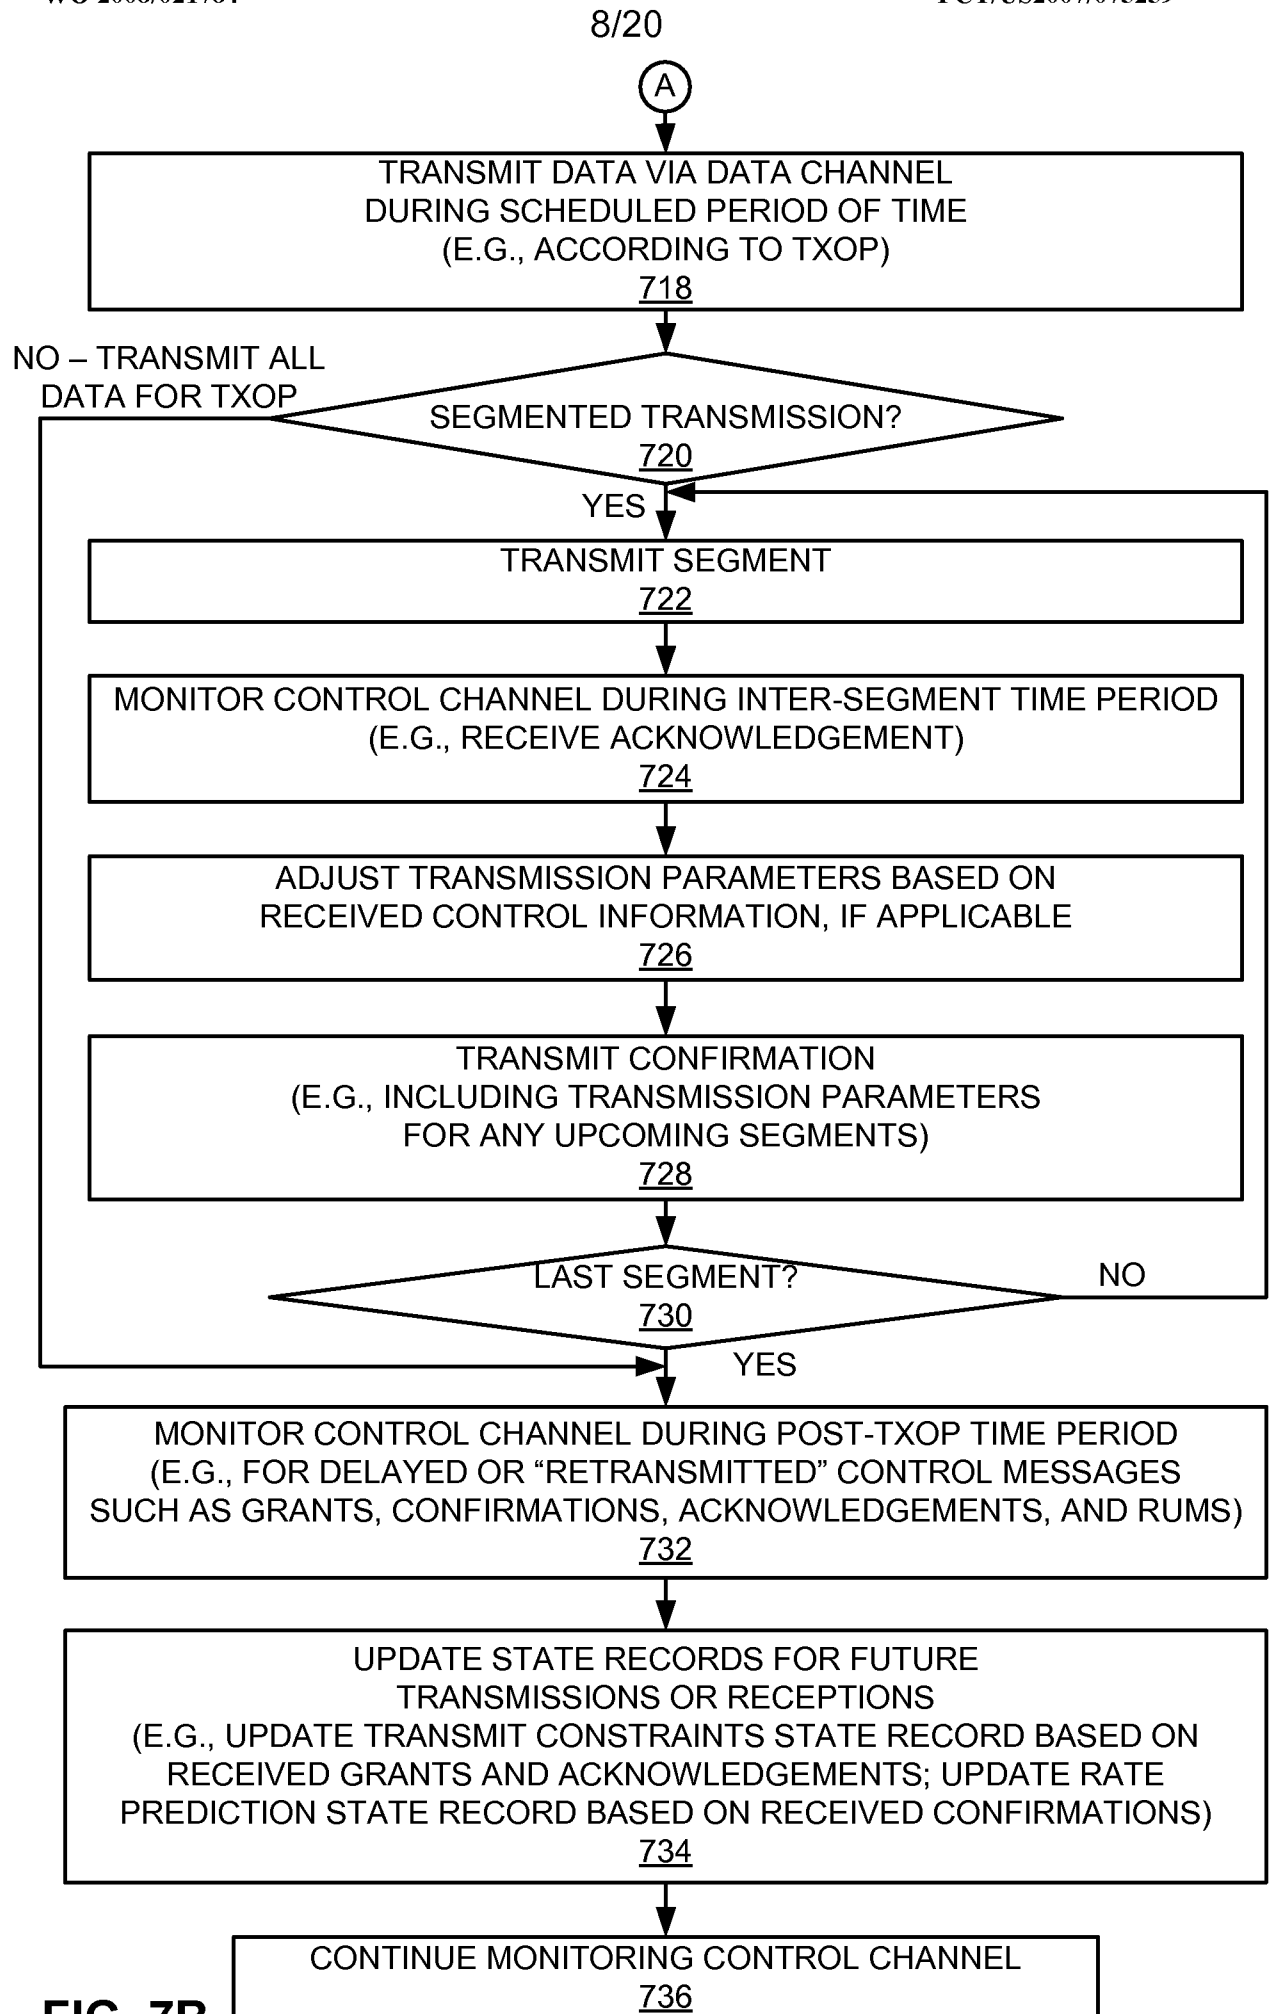 8/20
A
TRANSMIT DATA VIA DATA CHANNEL
DURING SCHEDULED PERIOD OF TIME
(E.G., ACCORDING TO TXOP)
718
NO – TRANSMIT ALL
DATA FOR TXOP
SEGMENTED TRANSMISSION?
720
YES
TRANSMIT SEGMENT
722
MONITOR CONTROL CHANNEL DURING INTER-SEGMENT TIME PERIOD
(E.G., RECEIVE ACKNOWLEDGEMENT)
724
ADJUST TRANSMISSION PARAMETERS BASED ON
RECEIVED CONTROL INFORMATION, IF APPLICABLE
726
TRANSMIT CONFIRMATION
(E.G., INCLUDING TRANSMISSION PARAMETERS
FOR ANY UPCOMING SEGMENTS)
728
LAST SEGMENT?
730
NO
YES
MONITOR CONTROL CHANNEL DURING POST-TXOP TIME PERIOD
(E.G., FOR DELAYED OR “RETRANSMITTED” CONTROL MESSAGES
SUCH AS GRANTS, CONFIRMATIONS, ACKNOWLEDGEMENTS, AND RUMS)
732
UPDATE STATE RECORDS FOR FUTURE
TRANSMISSIONS OR RECEPTIONS
(E.G., UPDATE TRANSMIT CONSTRAINTS STATE RECORD BASED ON
RECEIVED GRANTS AND ACKNOWLEDGEMENTS; UPDATE RATE
PREDICTION STATE RECORD BASED ON RECEIVED CONFIRMATIONS)
734
CONTINUE MONITORING CONTROL CHANNEL
736
FIG. 7B